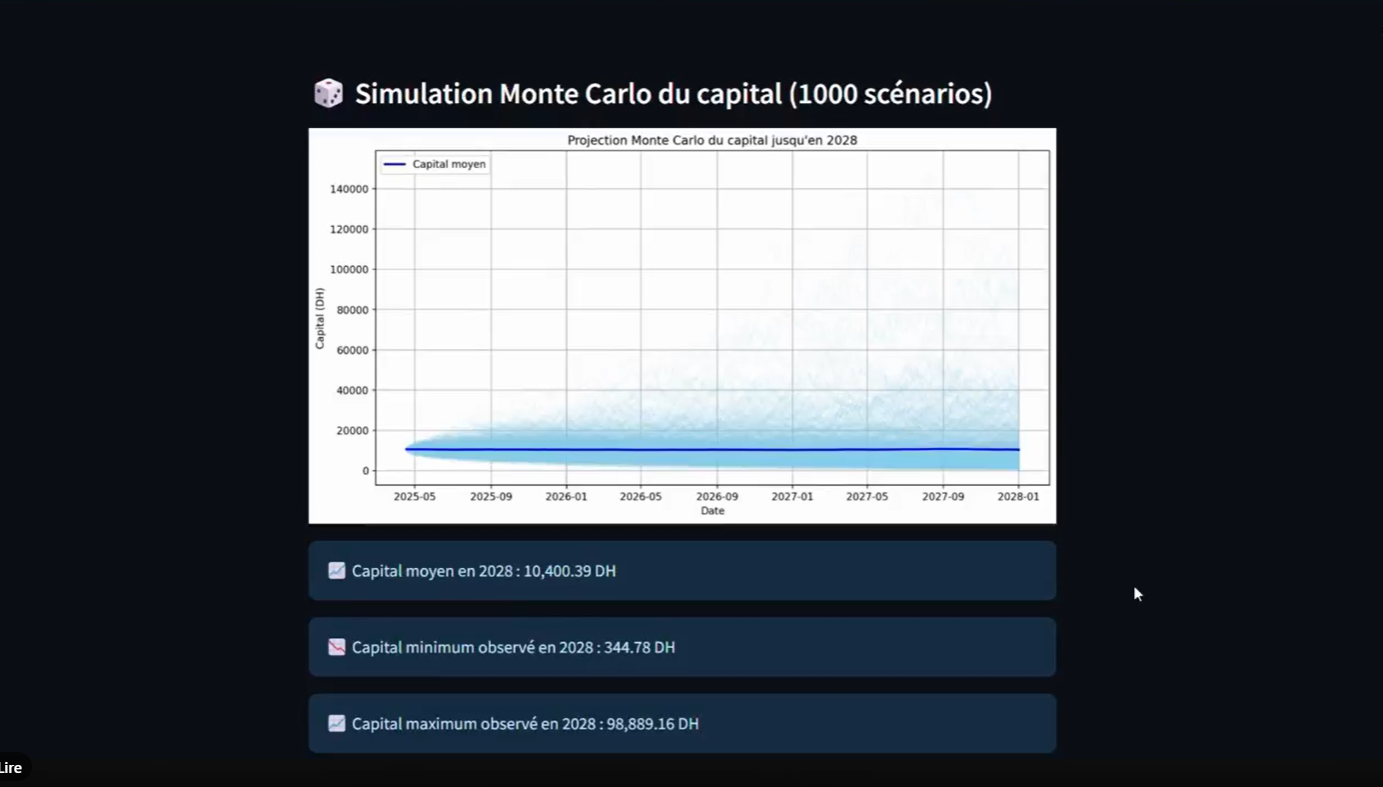 Simulation Monte Carlo du capital (1000 scénarios)
Projection Monte Carlo du capital jusqu'en 2028
Capital moyen
140000
120000
100000
80000
60000
40000
20000
0
Capital (DH)
2025-05 2025-09 2026-01 2026-05 2026-09 2027-01 2027-05 2027-09 2028-01
Date
Capital moyen en 2028 : 10,400.39 DH
Capital minimum observé en 2028 : 344.78 DH
Capital maximum observé en 2028 : 98,889.16 DH
Lire